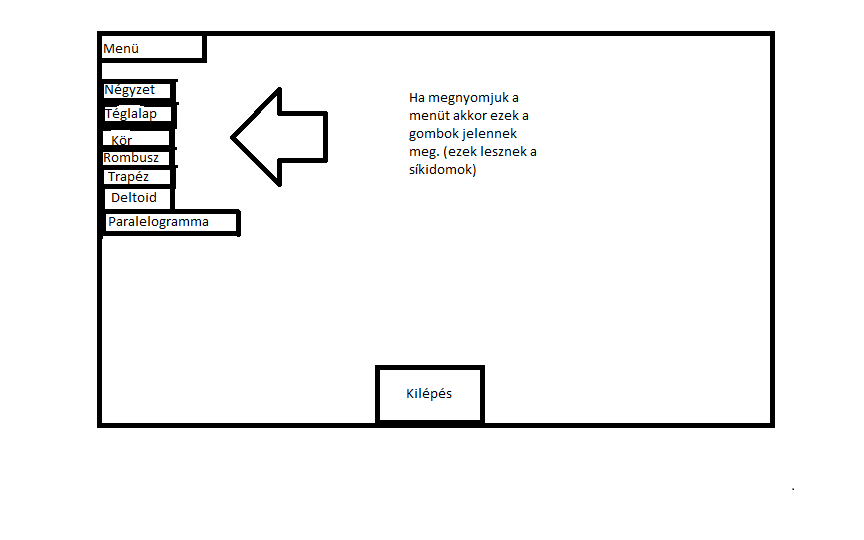 Menü
Négyzet
Téglalap
Kör
Rombusz
Trapéz
Deltoid
Paralelogramma
Ha megnyomjuk a
menüt akkor ezek a
gombok jelennek
meg. (ezek lesznek a
síkidomok)
Kilépés
.